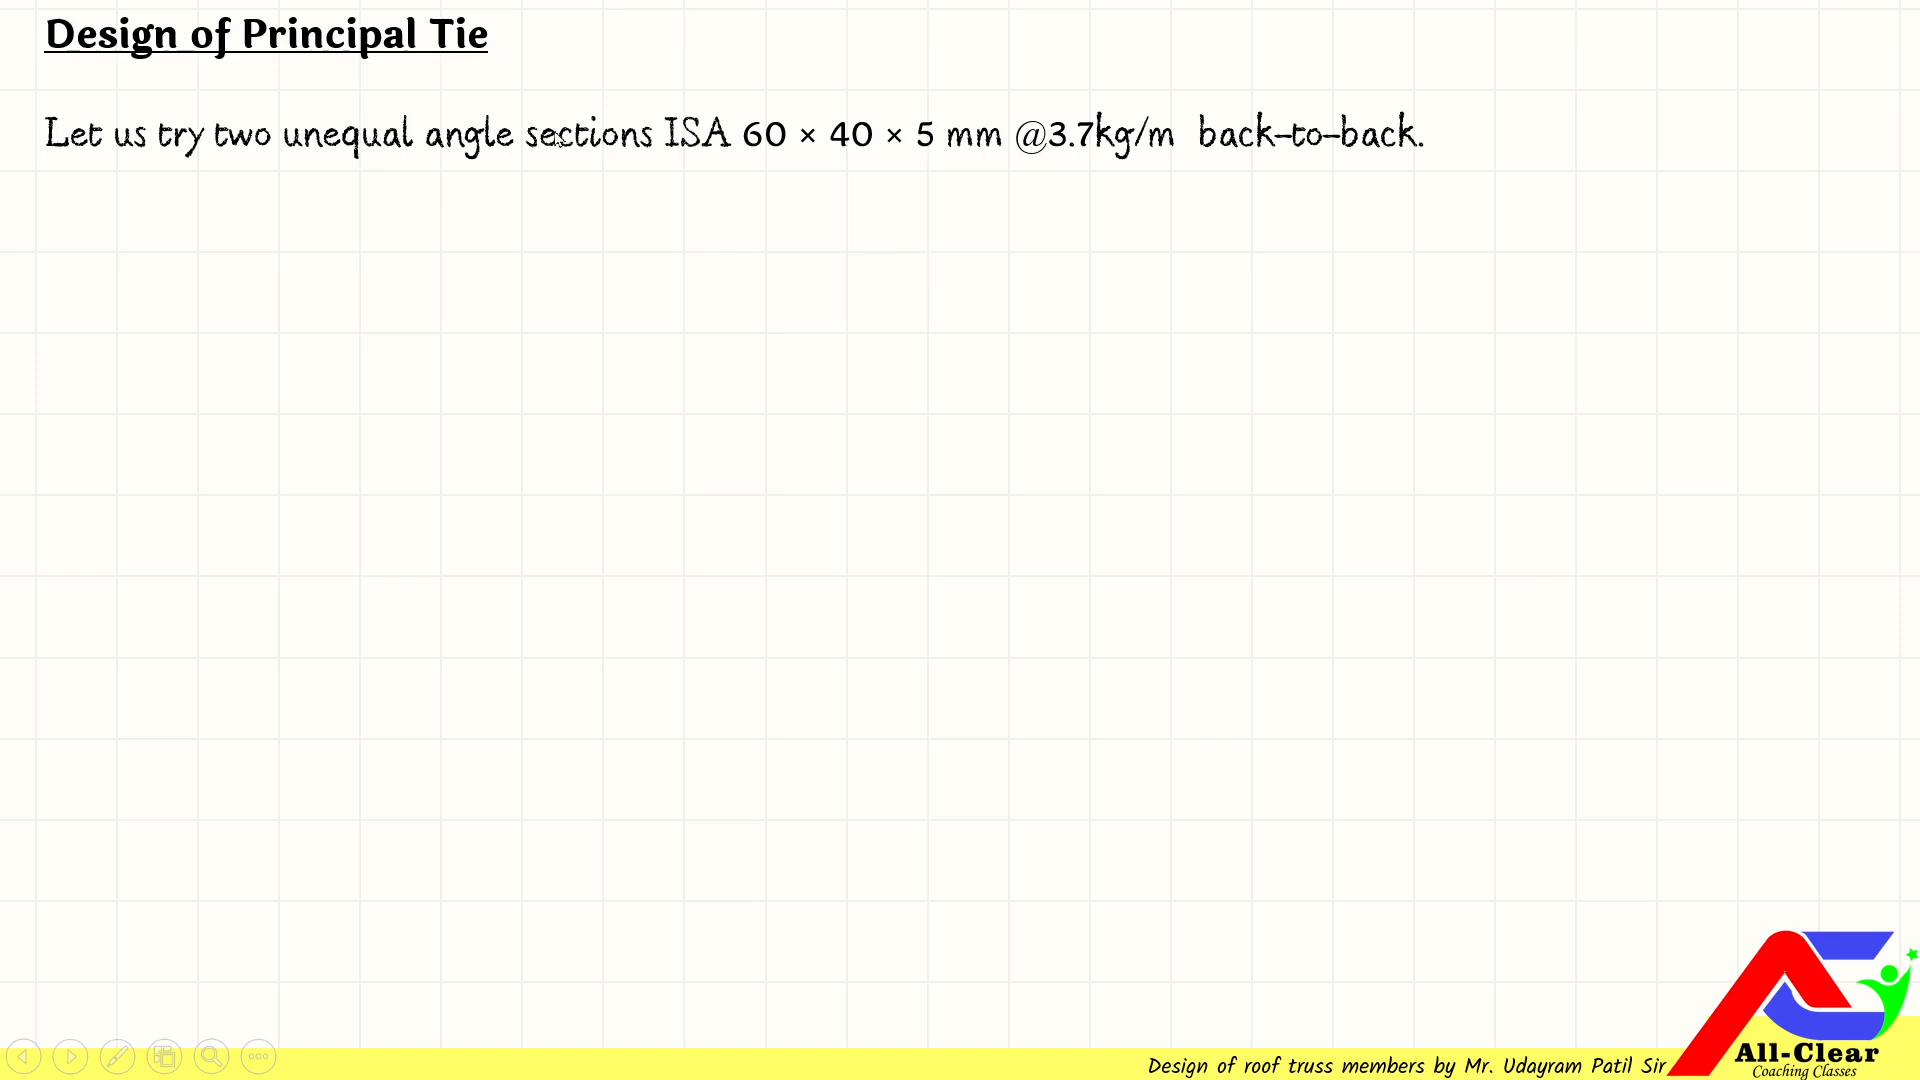 Design of Principal Tie
Let us try two unequal angle sections ISA 60 × 40 × 5 mm @3.7kg/m back-to-back.
Design of roof truss members by Mr. Udayram Patil Sir
All-Clear
Coaching Classes